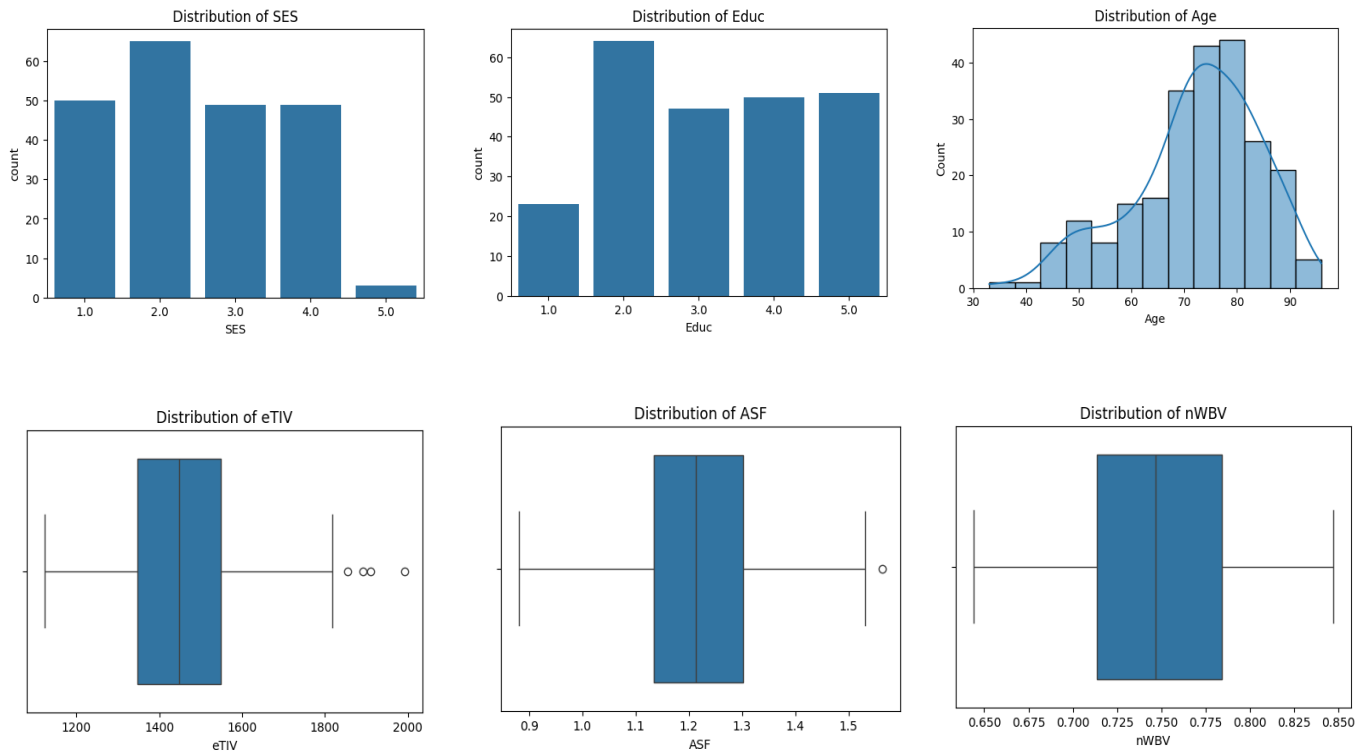 Distribution of SES
60
50
40
30
20
10
0
count
1.0 2.0 3.0 4.0 5.0
SES
Distribution of Educ
60
50
40
30
20
10
0
count
1.0 2.0 3.0 4.0 5.0
Educ
Distribution of Age
40
30
20
10
0
Count
30 40 50 60 70 80 90
Age
Distribution of eTIV
1200 1400 1600 1800 2000
eTIV
Distribution of ASF
0.9 1.0 1.1 1.2 1.3 1.4 1.5
ASF
Distribution of nWBV
0.650 0.675 0.700 0.725 0.750 0.775 0.800 0.825 0.850
nWBV